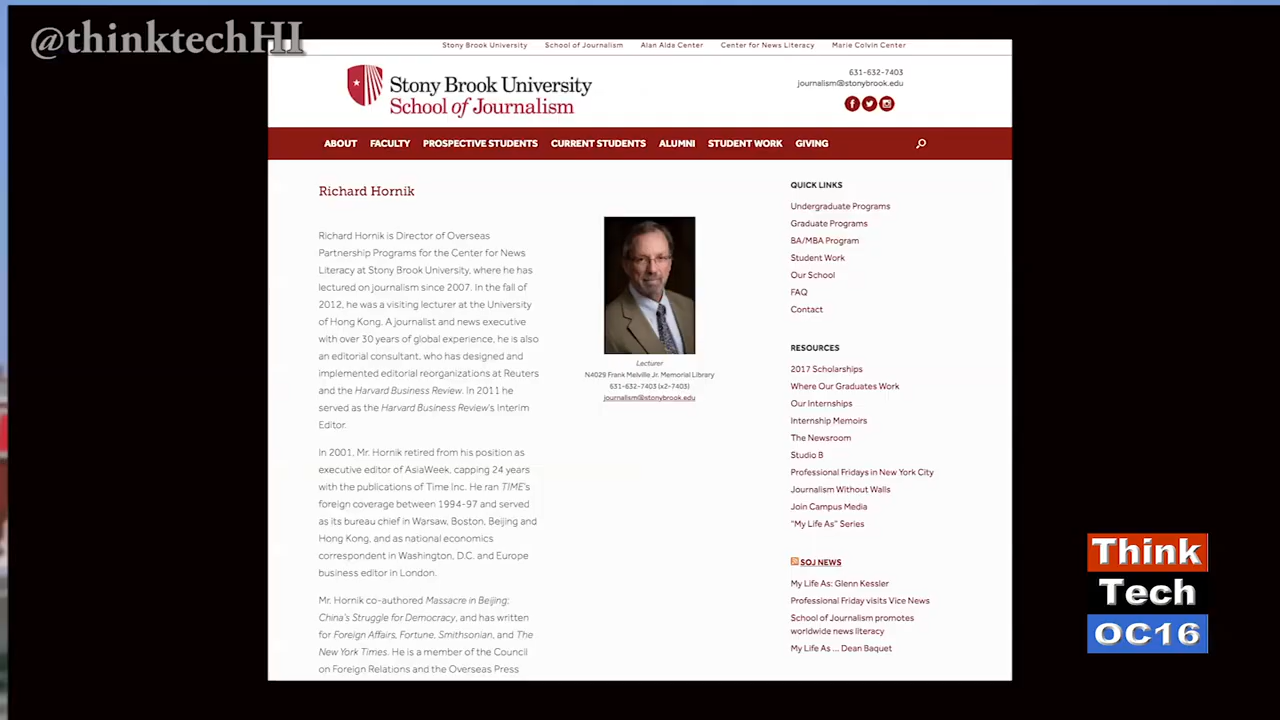 @thinktechHI
Stony Brook University School of Journalism Alan Alda Center Center for News Literacy Marie Colvin Center
Stony Brook University
School of Journalism
631-632-7403
journalism@stonybrook.edu
ABOUT FACULTY PROSPECTIVE STUDENTS CURRENT STUDENTS ALUMNI STUDENT WORK GIVING
Richard Hornik
Richard Hornik is Director of Overseas
Partnership Programs for the Center for News
Literacy at Stony Brook University, where he has
lectured on journalism since 2007. In the fall of
2012, he was a visiting lecturer at the University
of Hong Kong. A journalist and news executive
with over 30 years of global experience, he is also
an editorial consultant, who has designed and
implemented editorial reorganizations at Reuters
and the Harvard Business Review. In 2011 he
served as the Harvard Business Review's Interim
Editor.
In 2001, Mr. Hornik retired from his position as
executive editor of AsiaWeek, capping 24 years
with the publications of Time Inc. He ran TIME's
foreign coverage between 1994-97 and served
as its bureau chief in Warsaw, Boston, Beijing and
Hong Kong, and as national economics
correspondent in Washington, D.C. and Europe
business editor in London.
Mr. Hornik co-authored Massacre in Beijing:
China's Struggle for Democracy, and has written
for Foreign Affairs, Fortune, Smithsonian, and The
New York Times. He is a member of the Council
on Foreign Relations and the Overseas Press
Lecturer
N4029 Frank Melville Jr. Memorial Library
631-632-7403 (x2-7403)
journalism@stonybrook.edu
QUICK LINKS
Undergraduate Programs
Graduate Programs
BA/MBA Program
Student Work
Our School
FAQ
Contact
RESOURCES
2017 Scholarships
Where Our Graduates Work
Our Internships
Internship Memoirs
The Newsroom
Studio B
Professional Fridays in New York City
Journalism Without Walls
Join Campus Media
"My Life As" Series
SOJ NEWS
My Life As: Glenn Kessler
Professional Friday visits Vice News
School of Journalism promotes
worldwide news literacy
My Life As ... Dean Baquet
Think
Tech
OC16